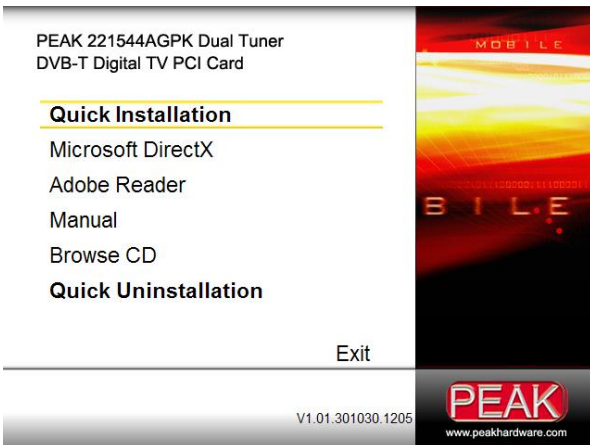 PEAK 221544AGPK Dual Tuner
DVB-T Digital TV PCI Card
MOBILE
Quick Installation
Microsoft DirectX
Adobe Reader
Manual
BILE
Browse CD
Quick Uninstallation
Exit
V1.01.301030.1205
PEAK
www.peakhardware.com